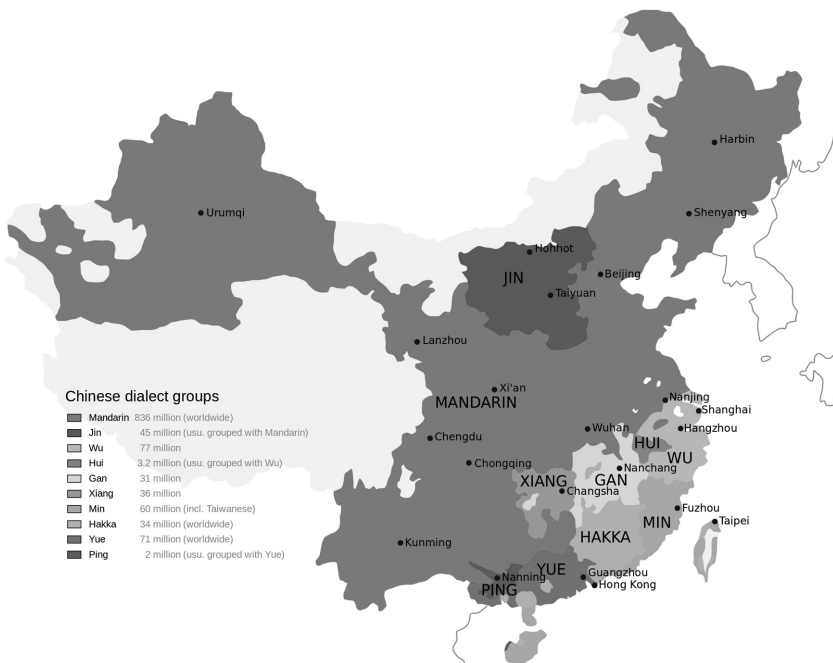 Harbin
Urumqi
Shenyang
Hohhot
Beijing
JIN
Taiyuan
Lanzhou
Xi'an
MANDARIN
Nanjing
Shanghai
Wuhan
Hangzhou
Chengdu
HUI
WU
Chongqing
Nanchang
XIANG
GAN
Changsha
Fuzhou
MIN
Taipei
HAKKA
Kunming
YUE
Guangzhou
Nanning
Hong Kong
PING
Chinese dialect groups
Mandarin 836 million (worldwide)
Jin 45 million (usu. grouped with Mandarin)
Wu 77 million
Hui 3.2 million (usu. grouped with Wu)
Gan 31 million
Xiang 36 million
Min 60 million (incl. Taiwanese)
Hakka 34 million (worldwide)
Yue 71 million (worldwide)
Ping 2 million (usu. grouped with Yue)